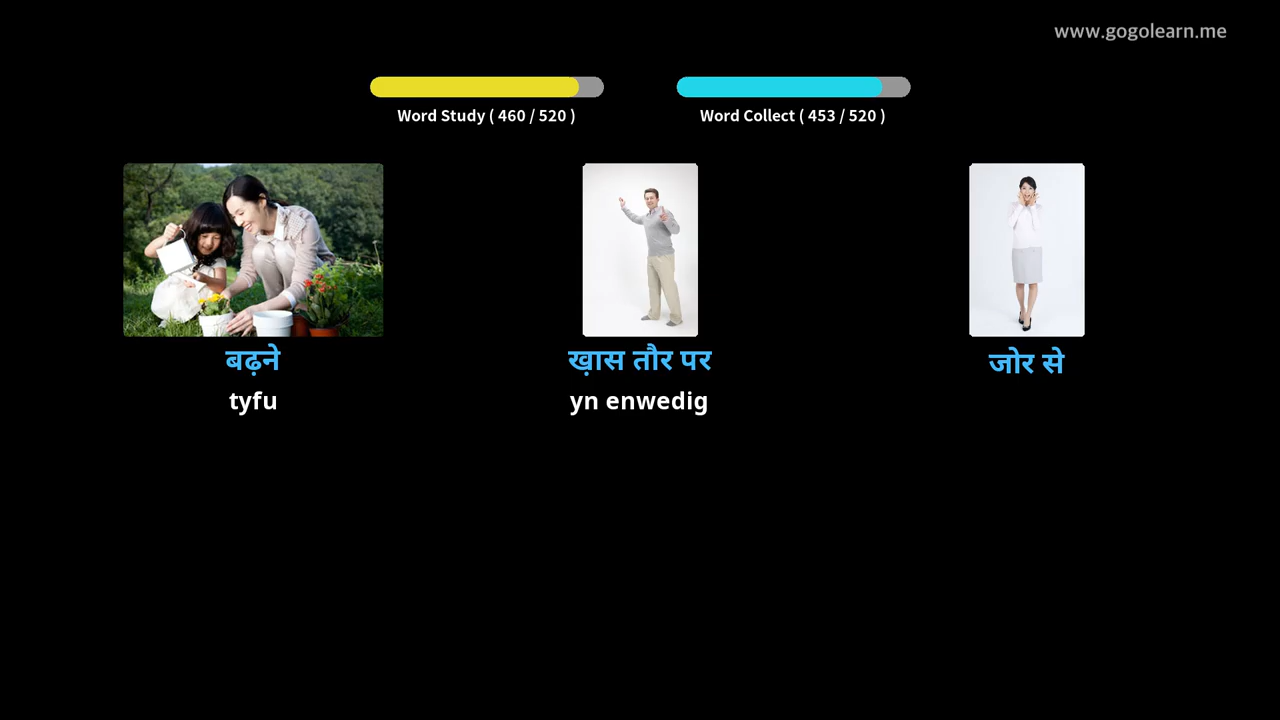 www.gogolearn.me
Word Study ( 460 / 520 )
Word Collect ( 453 / 520 )
बढ़ने
ख़ास तौर पर
जोर से
tyfu
yn enwedig